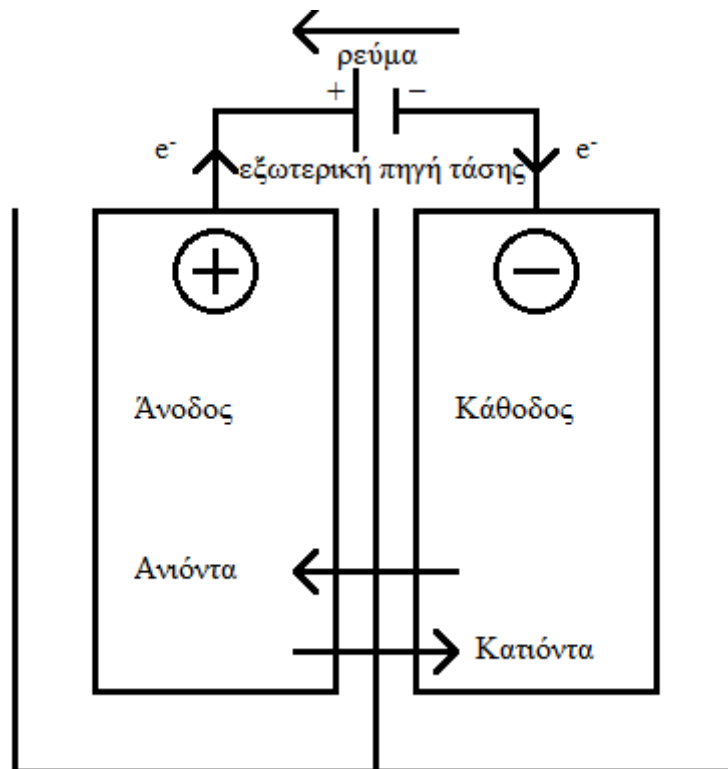 ρεύμα
+ −
e⁻ εξωτερική πηγή τάσης e⁻
+ −
Άνοδος Κάθοδος
Ανιόντα
Κατιόντα